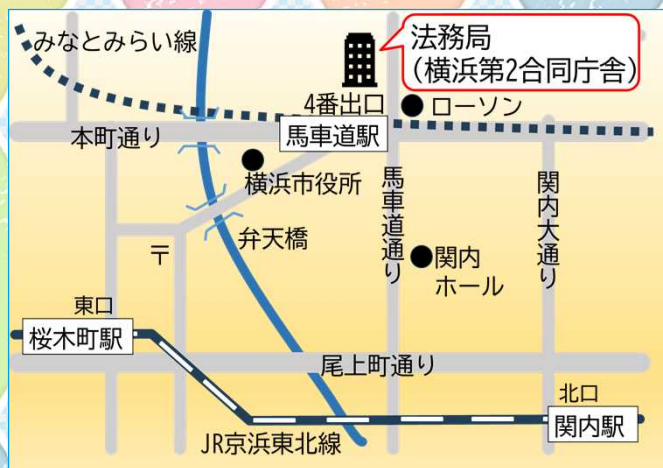 みなとみらい線
法務局
(横浜第2合同庁舎)
4番出口
ローソン
本町通り
馬車道駅
横浜市役所
馬車道通り
関内大通り
弁天橋
〒
関内
ホール
東口
桜木町駅
尾上町通り
北口
関内駅
JR京浜東北線